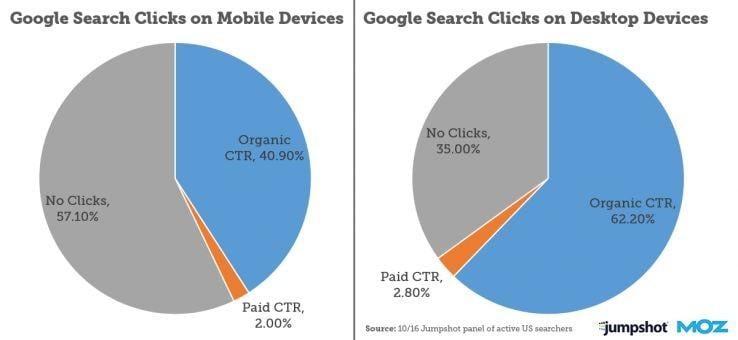 Google Search Clicks on Mobile Devices
Organic
CTR, 40.90%
No Clicks,
57.10%
Paid CTR,
2.00%
Google Search Clicks on Desktop Devices
No Clicks,
35.00%
Organic CTR,
62.20%
Paid CTR,
2.80%
Source: 10/16 Jumpshot panel of active US searchers
jumpshot
MOZ